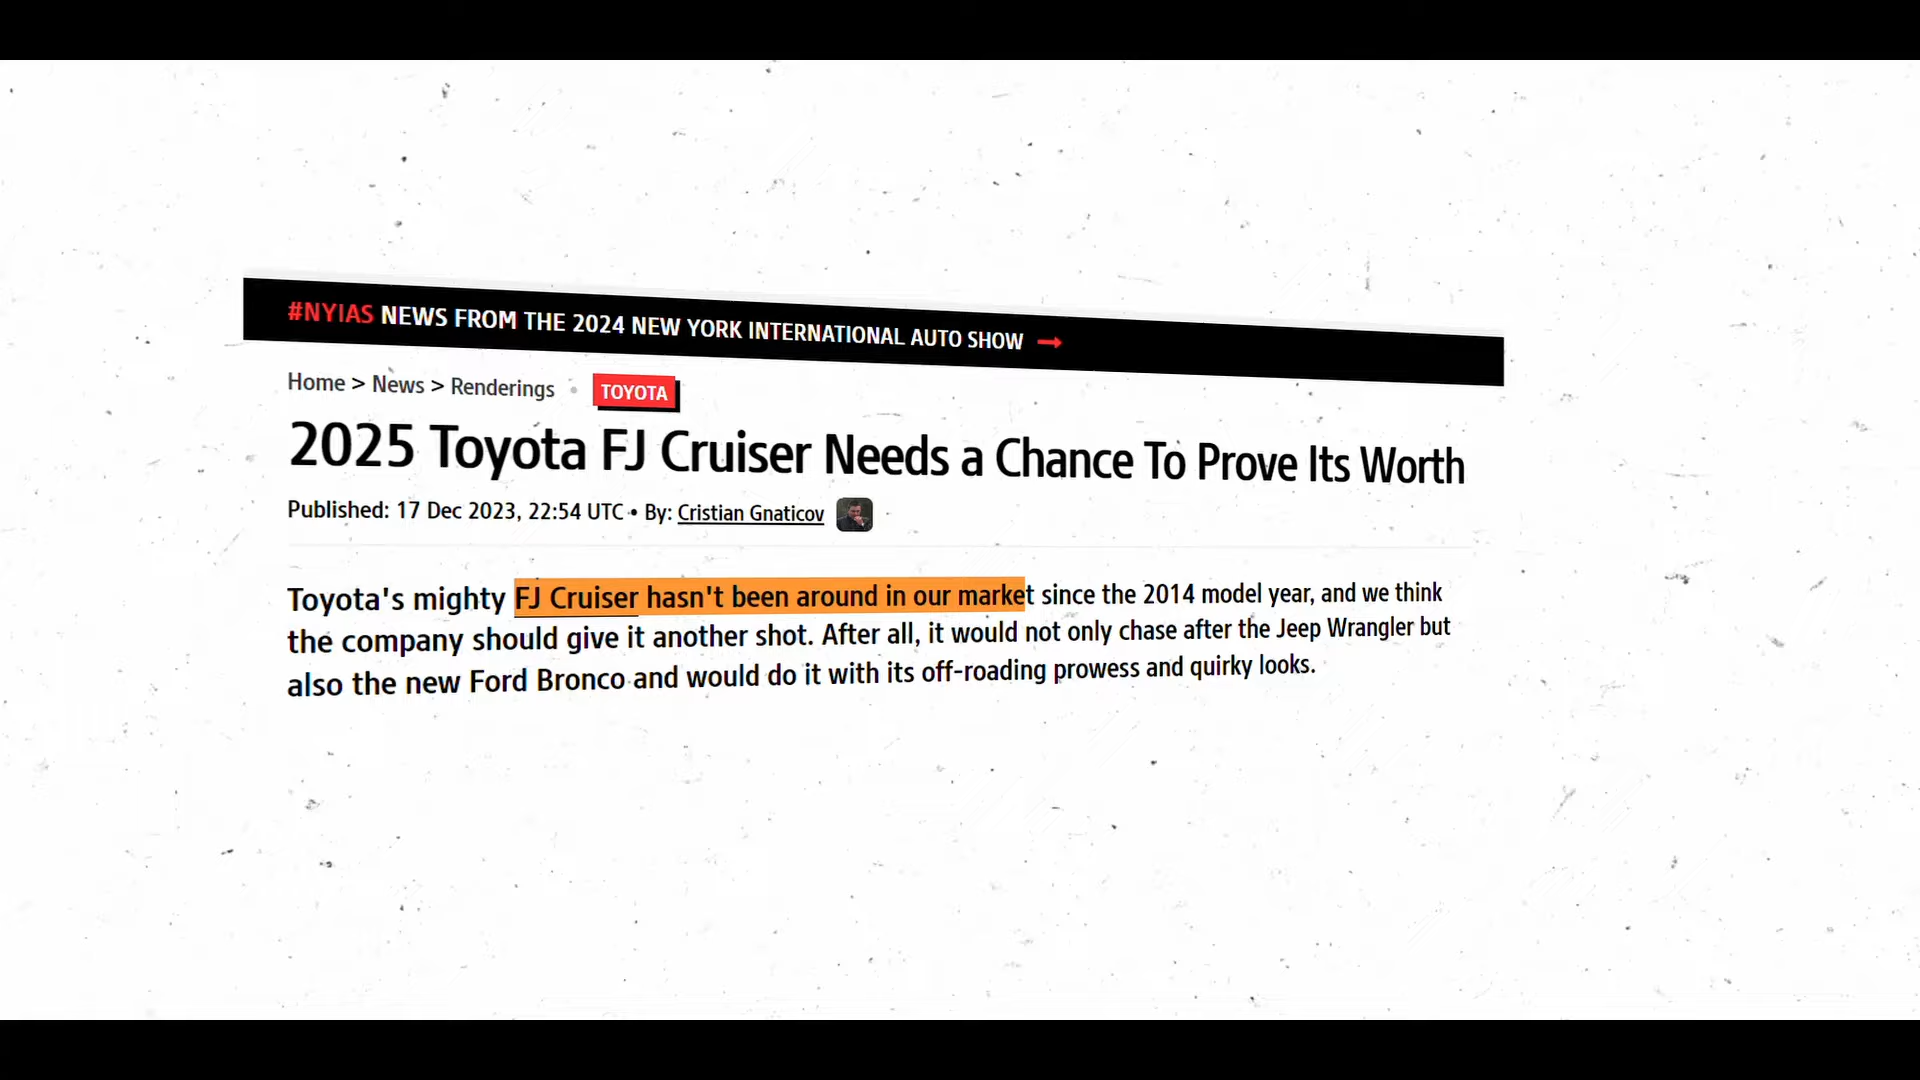 #NYIAS NEWS FROM THE 2024 NEW YORK INTERNATIONAL AUTO SHOW →
Home > News > Renderings • TOYOTA
2025 Toyota FJ Cruiser Needs a Chance To Prove Its Worth
Published: 17 Dec 2023, 22:54 UTC • By: Cristian Gnaticov
Toyota's mighty FJ Cruiser hasn't been around in our market since the 2014 model year, and we think
the company should give it another shot. After all, it would not only chase after the Jeep Wrangler but
also the new Ford Bronco and would do it with its off-roading prowess and quirky looks.